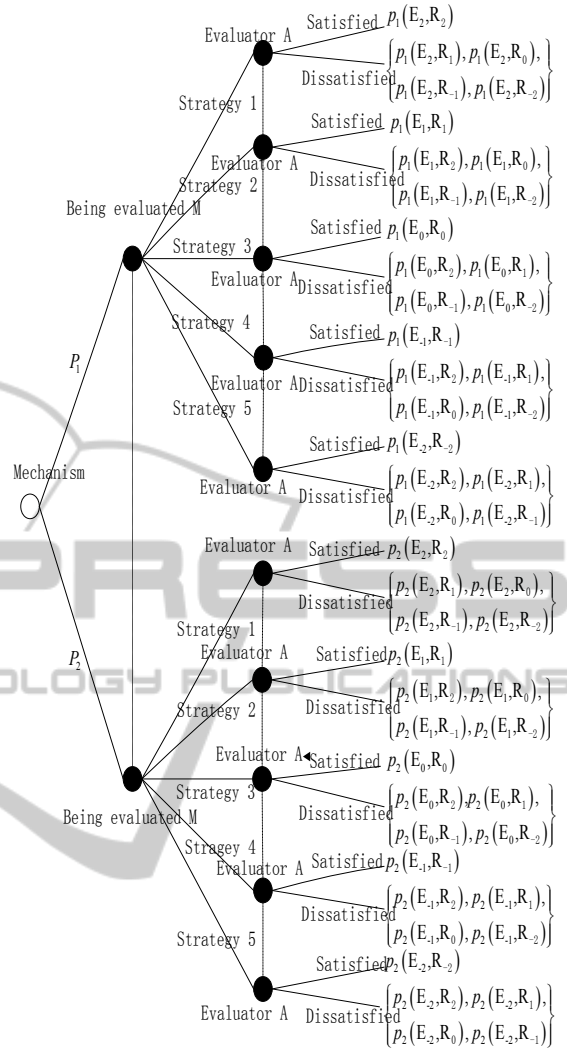 Evaluator A
Satisfied p₁(E₂,R₂)
Strategy 1
Dissatisfied {p₁(E₂,R₁), p₁(E₂,R₀),
p₁(E₂,R₋₁), p₁(E₂,R₋₂)}
Evaluator A
Satisfied p₁(E₁,R₁)
Strategy 2
Dissatisfied {p₁(E₁,R₂), p₁(E₁,R₀),
p₁(E₁,R₋₁), p₁(E₁,R₋₂)}
Being evaluated M
Strategy 3
Evaluator A
Satisfied p₁(E₀,R₀)
Dissatisfied {p₁(E₀,R₂), p₁(E₀,R₁),
p₁(E₀,R₋₁), p₁(E₀,R₋₂)}
Strategy 4
Evaluator A
Satisfied p₁(E₋₁,R₋₁)
Dissatisfied {p₁(E₋₁,R₂), p₁(E₋₁,R₁),
p₁(E₋₁,R₀), p₁(E₋₁,R₋₂)}
P₁
Strategy 5
Evaluator A
Satisfied p₁(E₋₂,R₋₂)
Dissatisfied {p₁(E₋₂,R₂), p₁(E₋₂,R₁),
p₁(E₋₂,R₀), p₁(E₋₂,R₋₁)}
Mechanism
Evaluator A
Satisfied p₂(E₂,R₂)
PRESS
Strategy 1
Dissatisfied {p₂(E₂,R₁), p₂(E₂,R₀),
p₂(E₂,R₋₁), p₂(E₂,R₋₂)}
P₂
Evaluator A
Satisfied p₂(E₁,R₁)
OLOGY PUBLICATIONS
Strategy 2
Dissatisfied {p₂(E₁,R₂), p₂(E₁,R₀),
p₂(E₁,R₋₁), p₂(E₁,R₋₂)}
Evaluator A
Satisfied p₂(E₀,R₀)
Strategy 3
Being evaluated M
Dissatisfied {p₂(E₀,R₂), p₂(E₀,R₁),
p₂(E₀,R₋₁), p₂(E₀,R₋₂)}
Stragey 4
Evaluator A
Satisfied p₂(E₋₁,R₋₁)
Dissatisfied {p₂(E₋₁,R₂), p₂(E₋₁,R₁),
p₂(E₋₁,R₀), p₂(E₋₁,R₋₂)}
Strategy 5
Evaluator A
Satisfied p₂(E₋₂,R₋₂)
Dissatisfied {p₂(E₋₂,R₂), p₂(E₋₂,R₁),
p₂(E₋₂,R₀), p₂(E₋₂,R₋₁)}